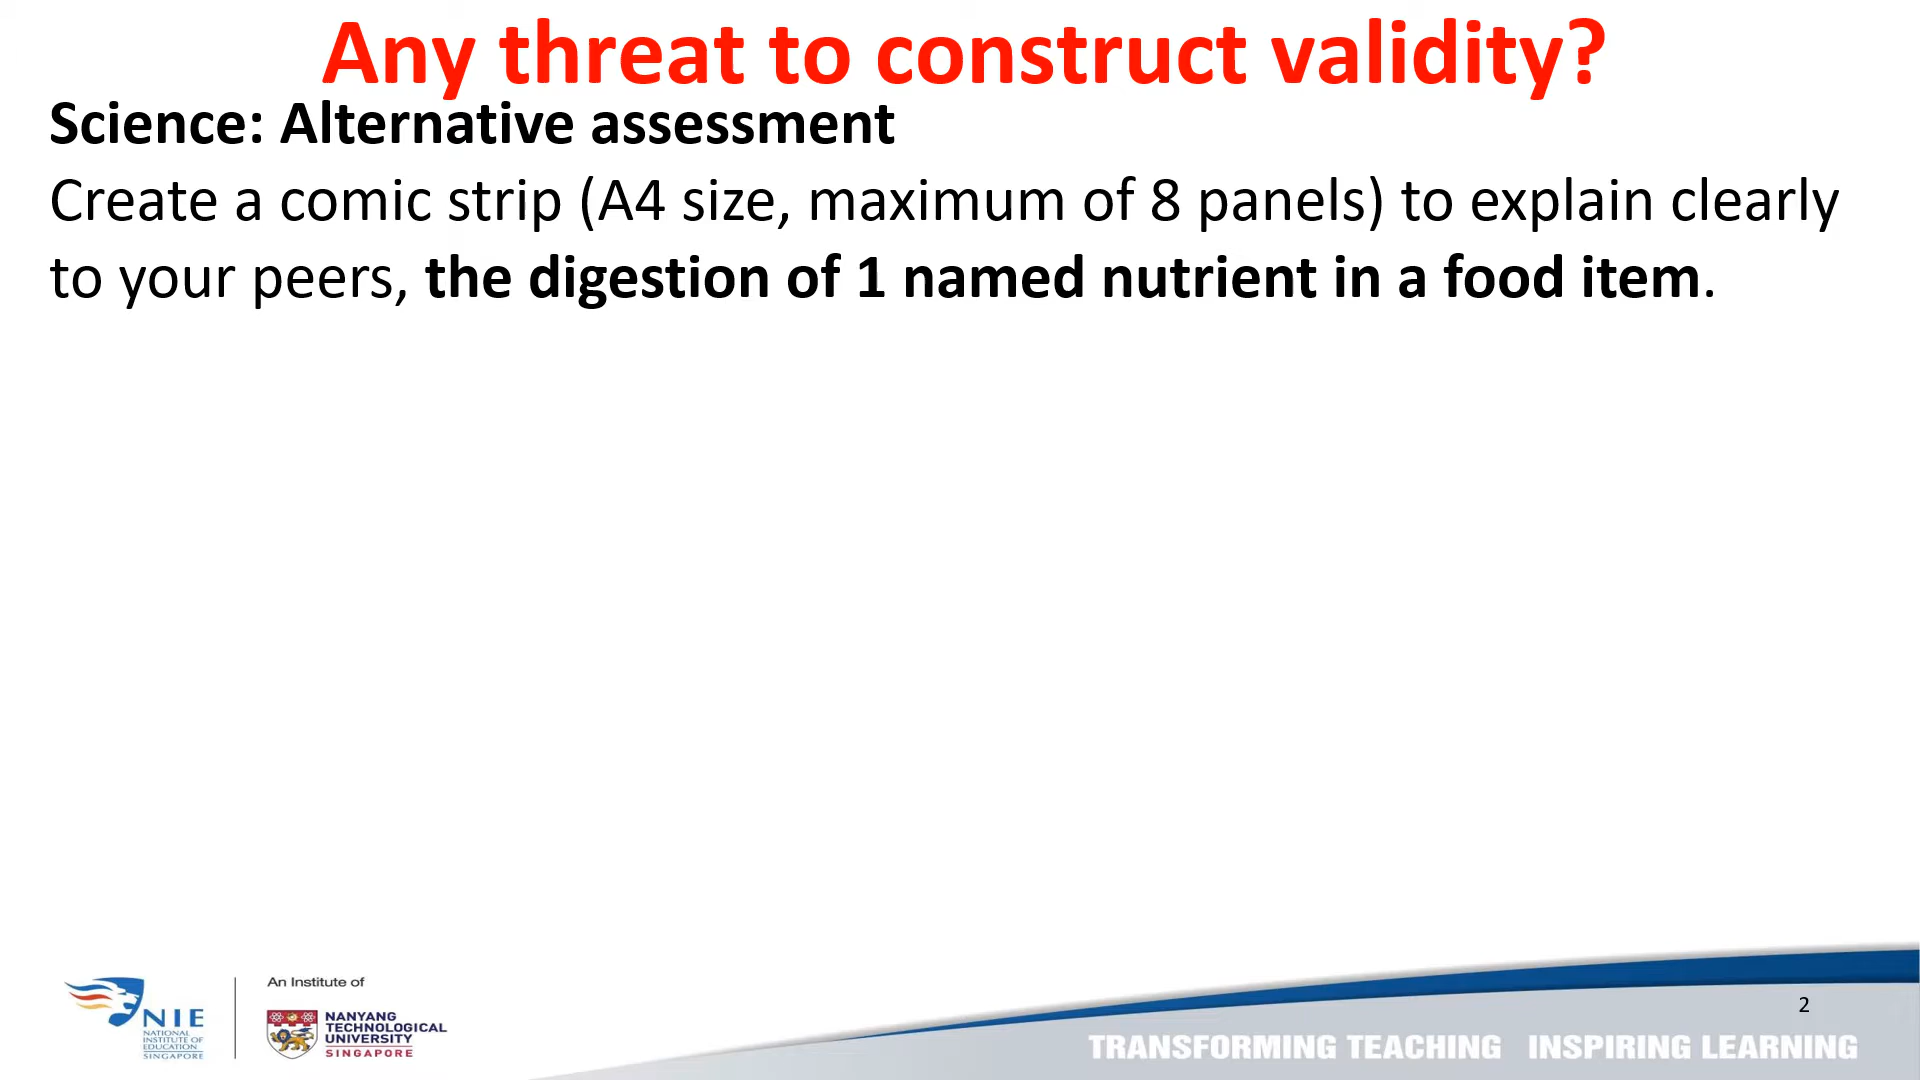 Any threat to construct validity?
Science: Alternative assessment
Create a comic strip (A4 size, maximum of 8 panels) to explain clearly
to your peers, the digestion of 1 named nutrient in a food item.
An Institute of
NIE
NATIONAL
INSTITUTE OF
EDUCATION
SINGAPORE
NANYANG
TECHNOLOGICAL
UNIVERSITY
SINGAPORE
2
TRANSFORMING TEACHING INSPIRING LEARNING